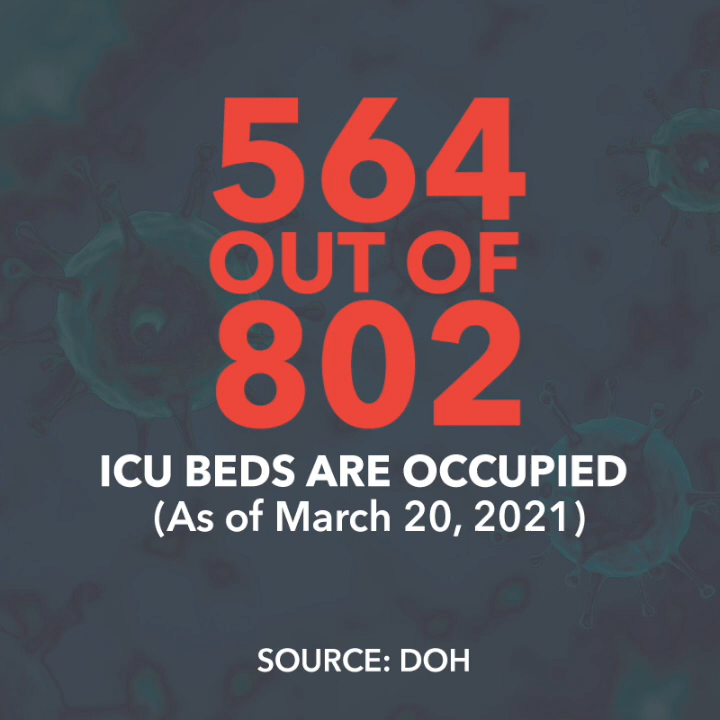 564
OUT OF
802
ICU BEDS ARE OCCUPIED
(As of March 20, 2021)
SOURCE: DOH